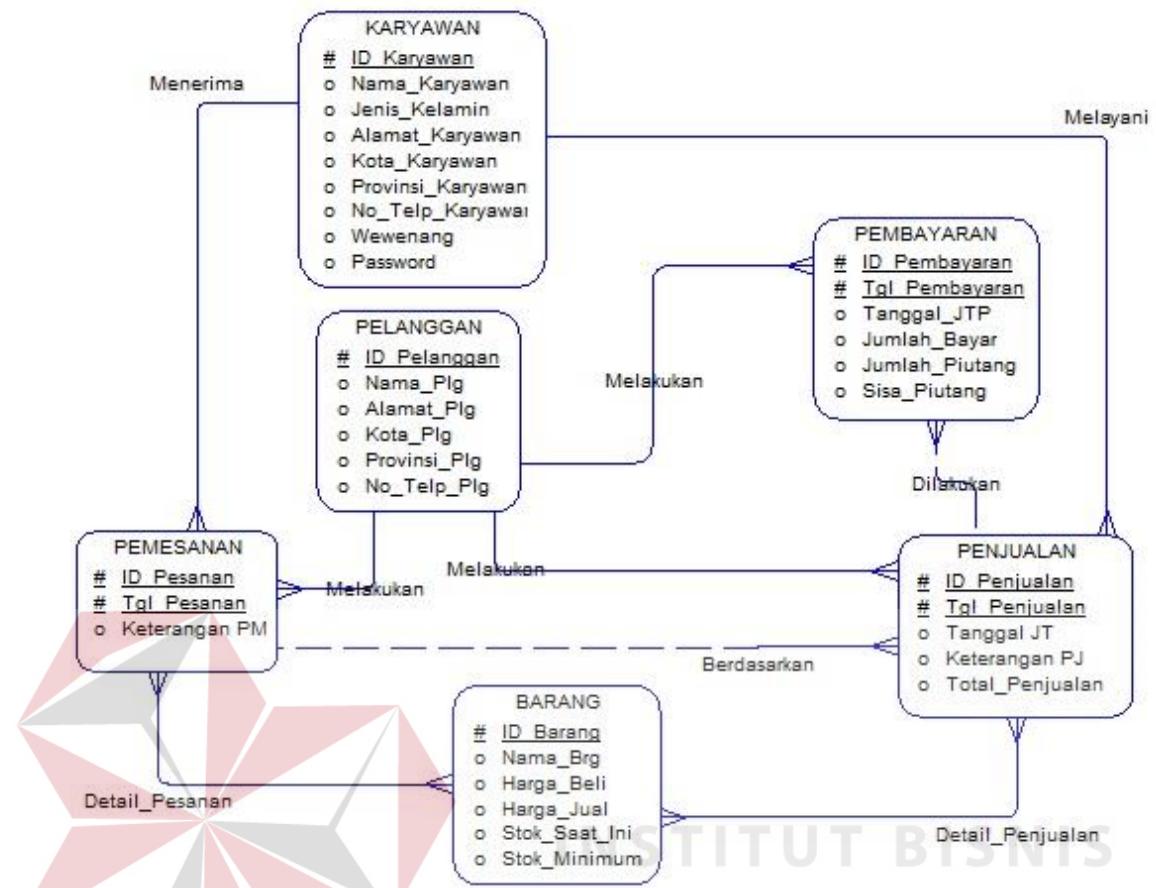 KARYAWAN
# ID_Karyawan
o Nama_Karyawan
o Jenis_Kelamin
o Alamat_Karyawan
o Kota_Karyawan
o Provinsi_Karyawan
o No_Telp_Karyawa
o Wewenang
o Password
Menerima
Melayani
PEMBAYARAN
# ID_Pembayaran
# Tgl_Pembayaran
o Tanggal_JTP
o Jumlah_Bayar
o Jumlah_Piutang
o Sisa_Piutang
PELANGGAN
# ID_Pelanggan
o Nama_Plg
o Alamat_Plg
o Kota_Plg
o Provinsi_Plg
o No_Telp_Plg
Melakukan
Dilakukan
PEMESANAN
# ID_Pesanan
# Tgl_Pesanan
o Keterangan PM
Melakukan
Melakukan
PENJUALAN
# ID_Penjualan
# Tgl_Penjualan
o Tanggal JT
o Keterangan PJ
o Total_Penjualan
Berdasarkan
BARANG
# ID_Barang
o Nama_Brg
o Harga_Beli
o Harga_Jual
o Stok_Saat_Ini
o Stok_Minimum
Detail_Pesanan
Detail_Penjualan
INSTITUT BISNIS